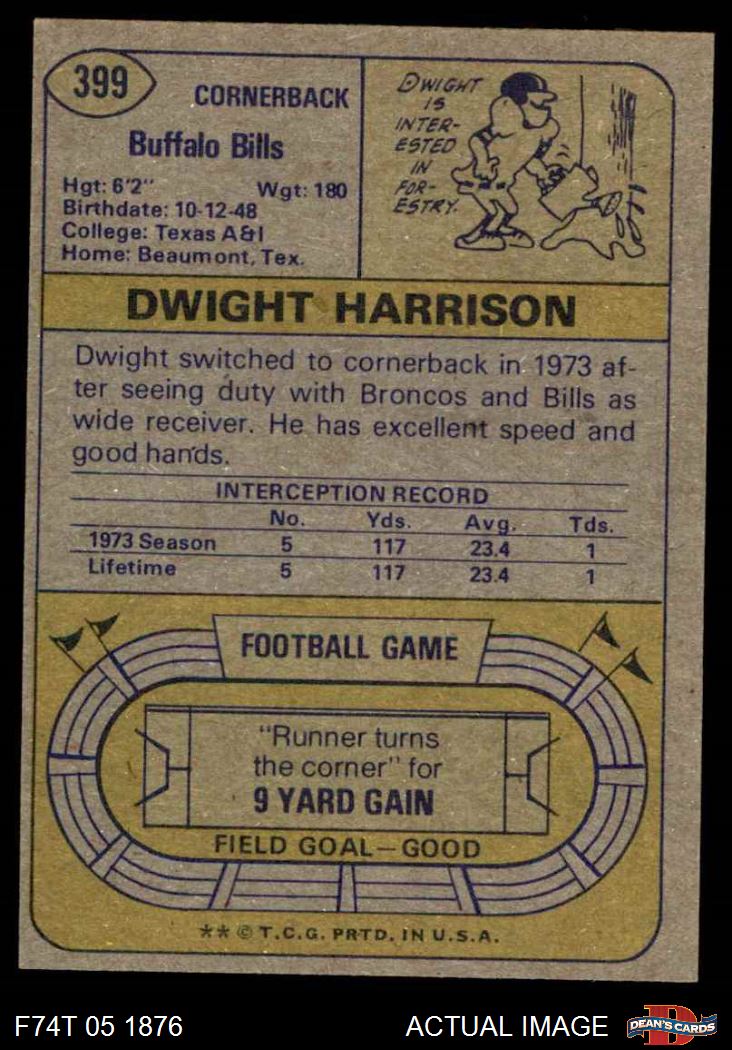 399
CORNERBACK
Buffalo Bills
Hgt: 6'2" Wgt: 180
Birthdate: 10-12-48
College: Texas A&I
Home: Beaumont, Tex.
DWIGHT
IS
INTER-
ESTED
IN
FOR-
ESTRY.
DWIGHT HARRISON
Dwight switched to cornerback in 1973 af-
ter seeing duty with Broncos and Bills as
wide receiver. He has excellent speed and
good hands.
INTERCEPTION RECORD
No. Yds. Avg. Tds.
1973 Season 5 117 23.4 1
Lifetime 5 117 23.4 1
FOOTBALL GAME
"Runner turns
the corner" for
9 YARD GAIN
FIELD GOAL—GOOD
** © T.C.G. PRTD. IN U.S.A.
F74T 05 1876 ACTUAL IMAGE
D
DEAN'S CARDS